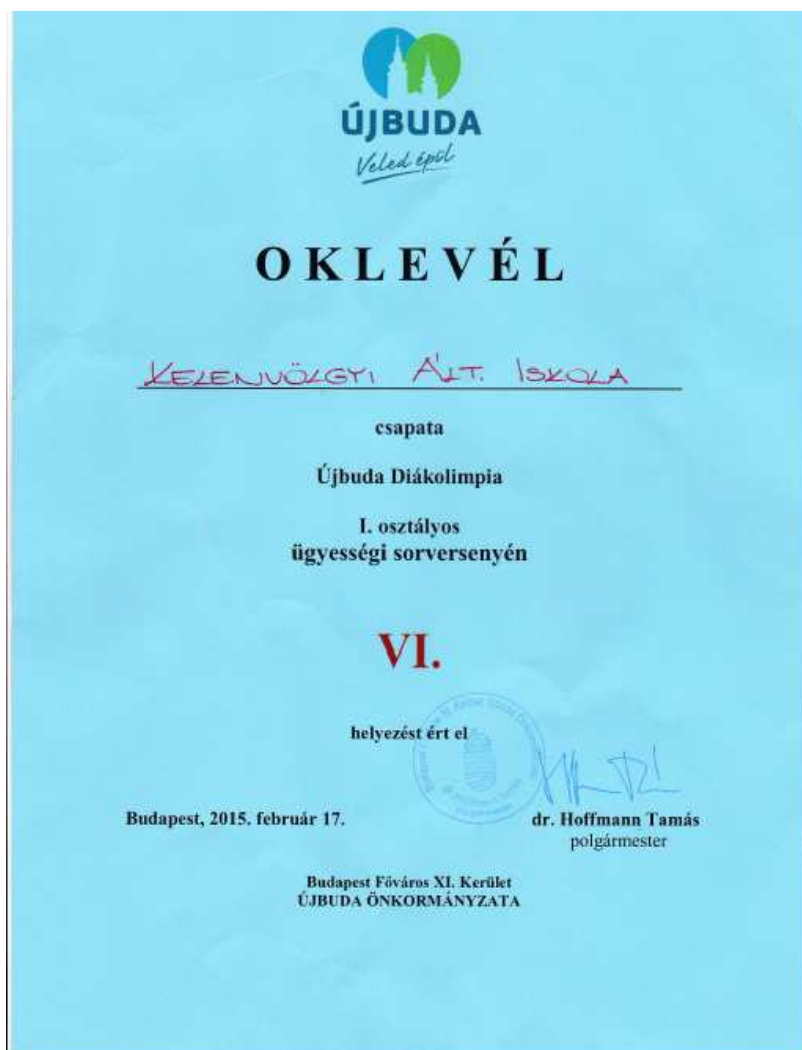 ÚJBUDA
Veled épül
OKLEVÉL
KELENVÖLGYI ÁLT. ISKOLA
csapata
Újbuda Diákolimpia
I. osztályos
ügyességi sorversenyén
VI.
helyezést ért el
Budapest, 2015. február 17.
dr. Hoffmann Tamás
polgármester
Budapest Főváros XI. Kerület
ÚJBUDA ÖNKORMÁNYZATA